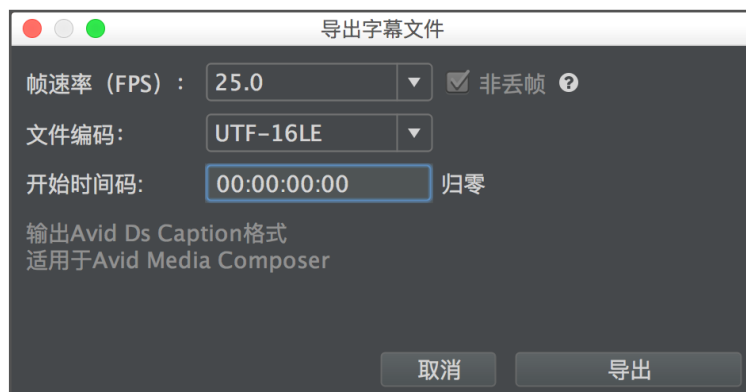 导出字幕文件
帧速率（FPS）: 25.0 非丢帧 ?
文件编码: UTF-16LE
开始时间码: 00:00:00:00 归零
输出Avid Ds Caption格式
适用于Avid Media Composer
取消 导出